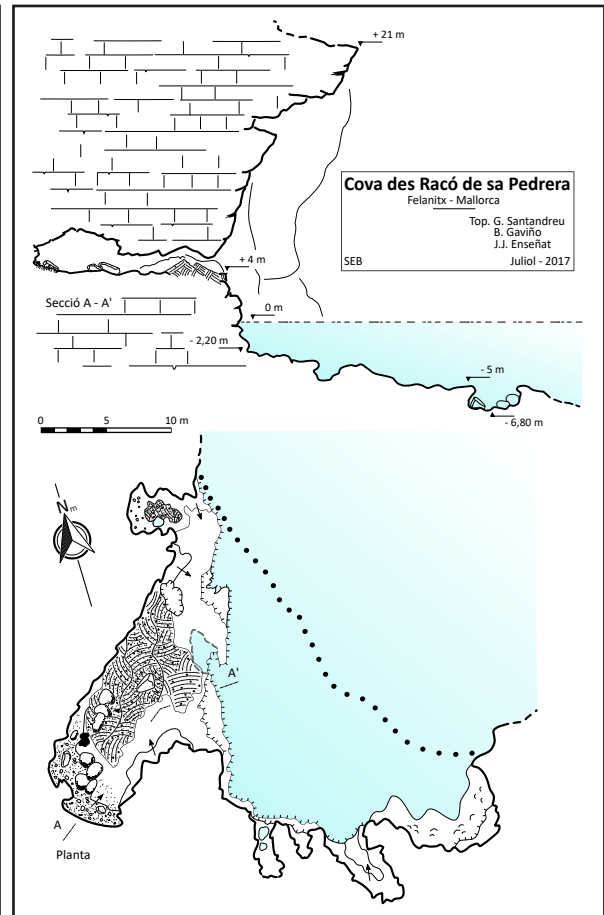 + 21 m
Cova des Racó de sa Pedrera
Felanitx - Mallorca
Top. G. Santandreu
B. Gaviño
J.J. Enseñat
SEB
Juliol - 2017
+ 4 m
Secció A - A'
0 m
- 2,20 m
- 5 m
- 6,80 m
0 5 10 m
Nm
A'
A
Planta